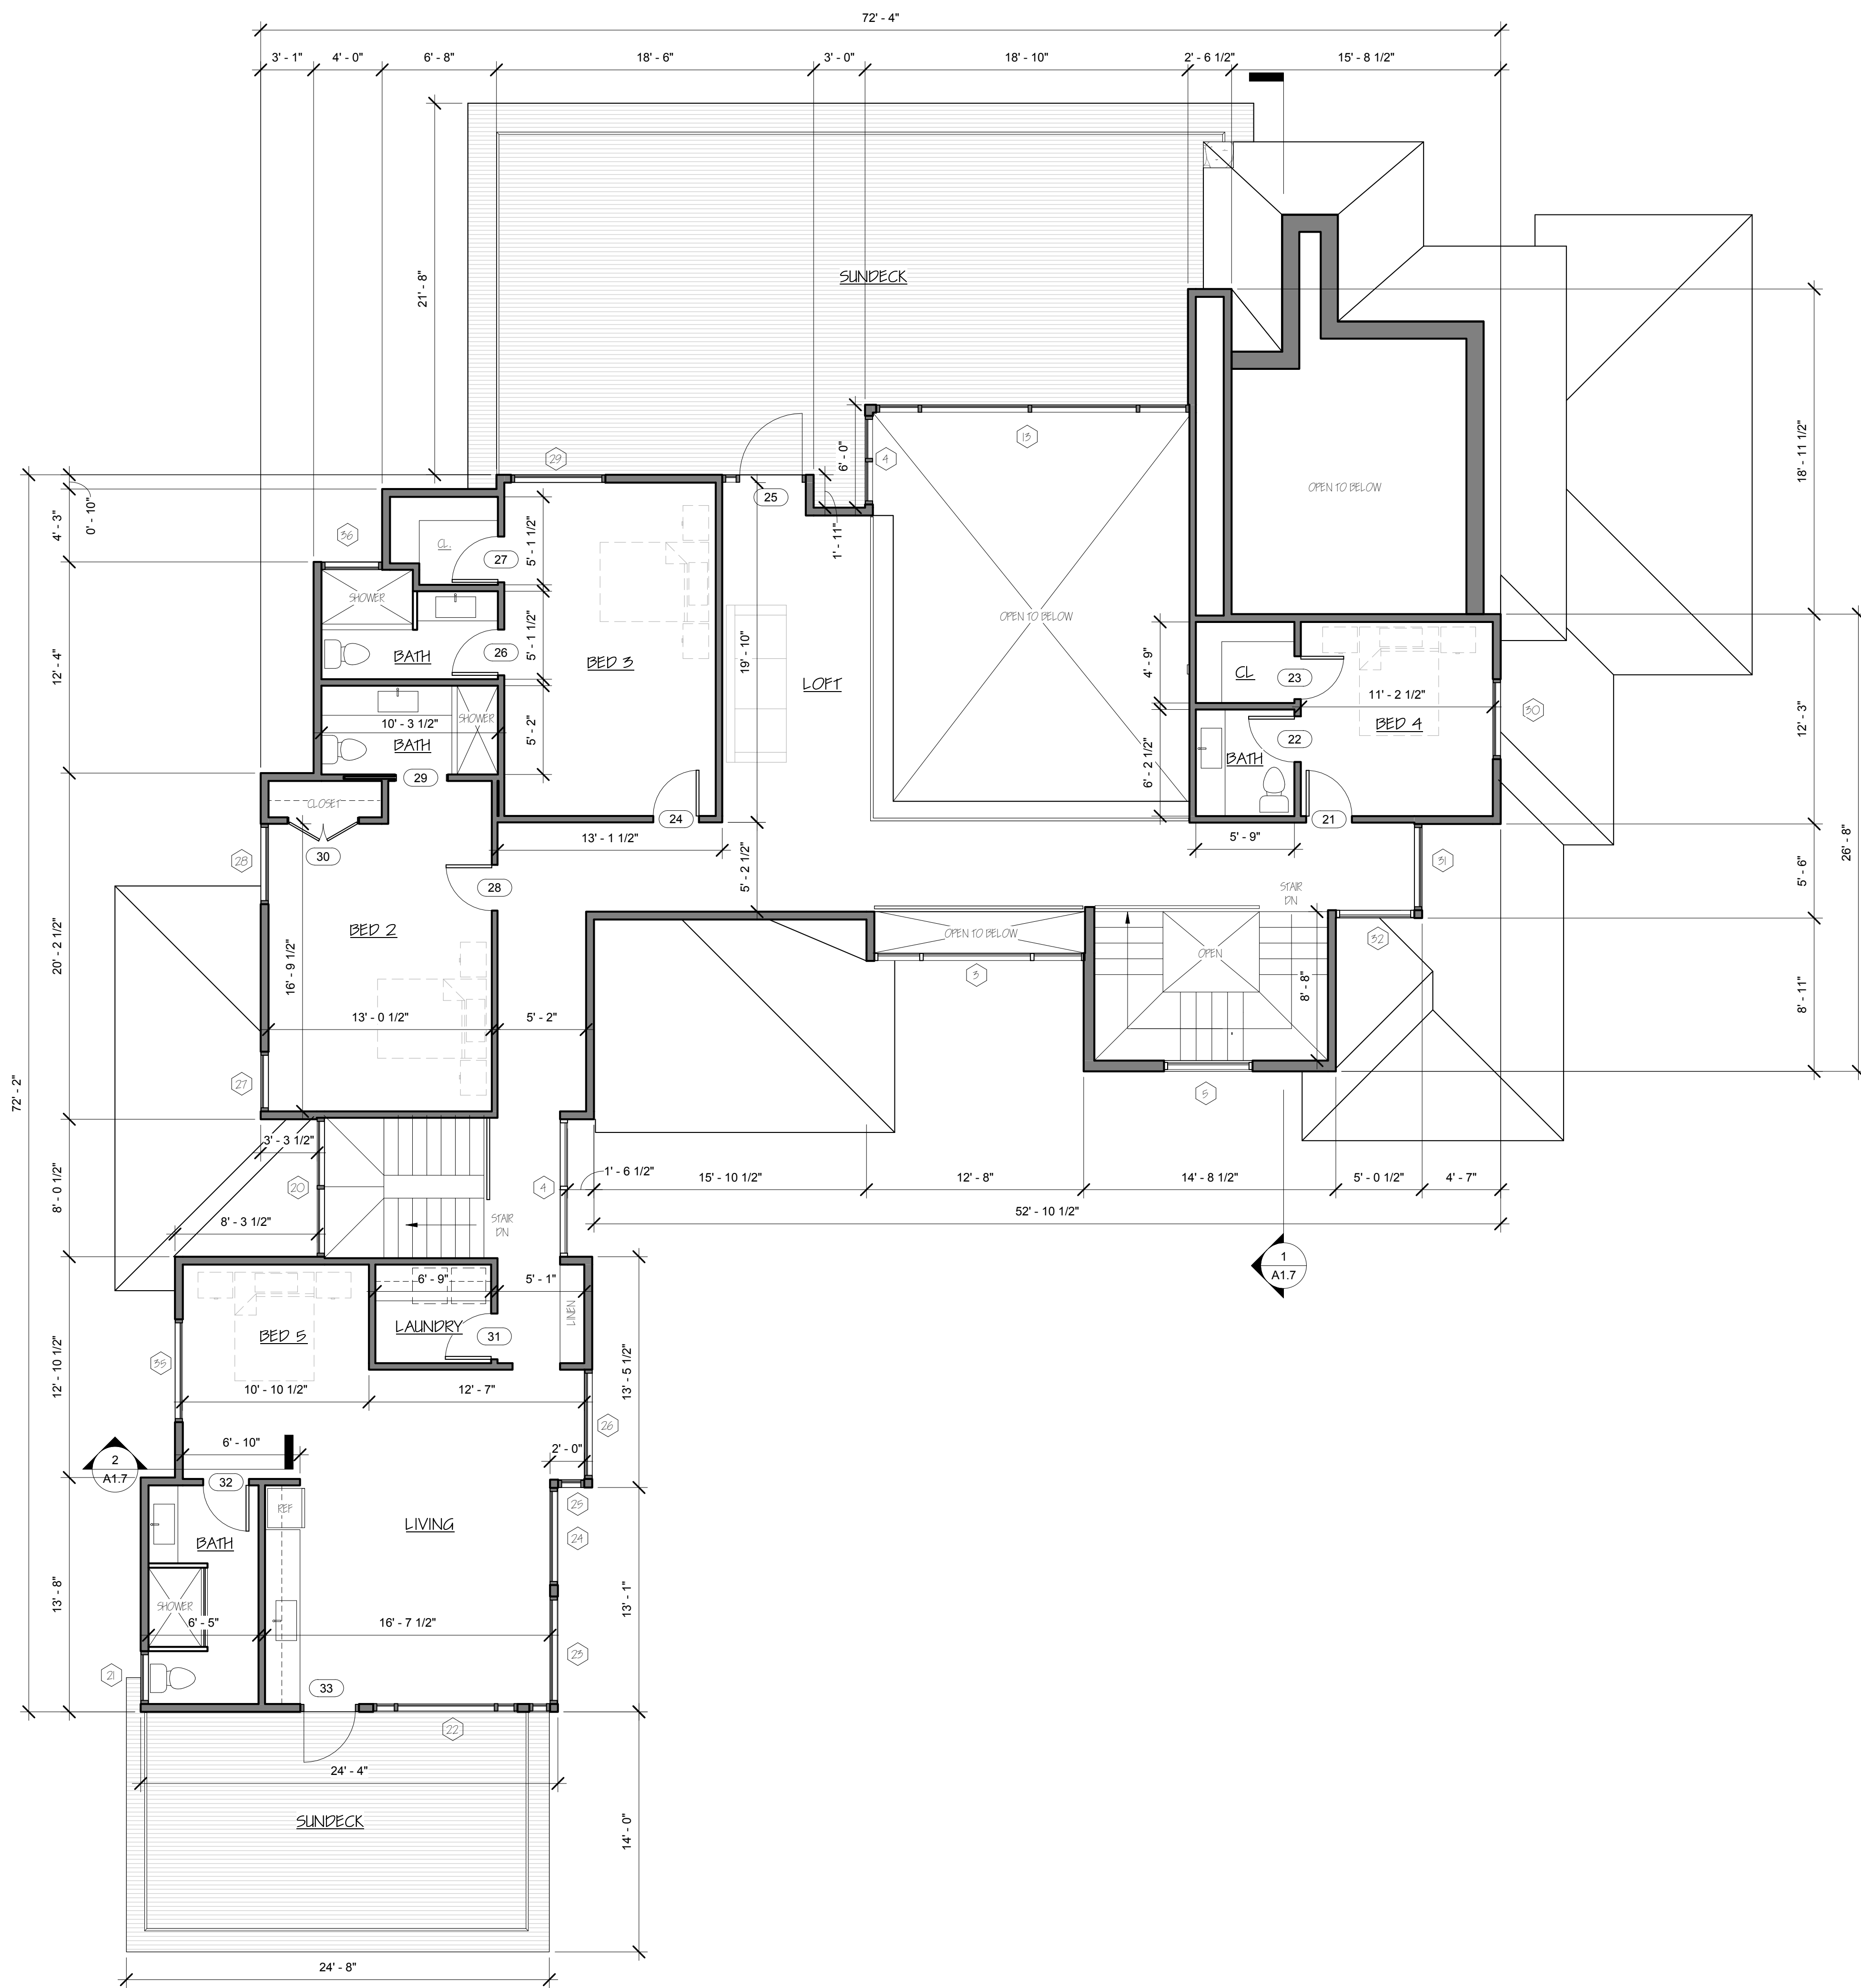 72' - 4"
3' - 1"
4' - 0"
6' - 8"
18' - 6"
3' - 0"
18' - 10"
2' - 6 1/2"
15' - 8 1/2"
21' - 8"
SUNDECK
18' - 11 1/2"
6' - 0"
13
4
29
25
OPEN TO BELOW
0' - 10"
4' - 3"
36
CL.
27
5' - 1 1/2"
1' - 11"
SHOWER
OPEN TO BELOW
12' - 4"
BATH
26
5' - 1 1/2"
BED 3
19' - 10"
LOFT
4' - 9"
CL
23
11' - 2 1/2"
BED 4
30
12' - 3"
10' - 3 1/2"
SHOWER
BATH
5' - 2"
22
BATH
6' - 2 1/2"
29
CLOSET
24
21
13' - 1 1/2"
5' - 9"
26' - 8"
30
28
28
5' - 2 1/2"
31
5' - 6"
STAIR
DN
BED 2
OPEN TO BELOW
OPEN
32
20' - 2 1/2"
16' - 9 1/2"
3
8' - 8"
8' - 11"
13' - 0 1/2"
5' - 2"
27
5
72' - 2"
3' - 3 1/2"
1' - 6 1/2"
15' - 10 1/2"
12' - 8"
14' - 8 1/2"
5' - 0 1/2"
4' - 7"
8' - 0 1/2"
20
4
52' - 10 1/2"
8' - 3 1/2"
STAIR
DN
1
A1.7
6' - 9"
5' - 1"
LINEN
BED 5
LAUNDRY
31
35
12' - 10 1/2"
13' - 5 1/2"
10' - 10 1/2"
12' - 7"
26
6' - 10"
2' - 0"
2
A1.7
32
REF
25
LIVING
24
BATH
13' - 8"
SHOWER
13' - 1"
6' - 5"
16' - 7 1/2"
23
21
33
22
24' - 4"
SUNDECK
14' - 0"
24' - 8"